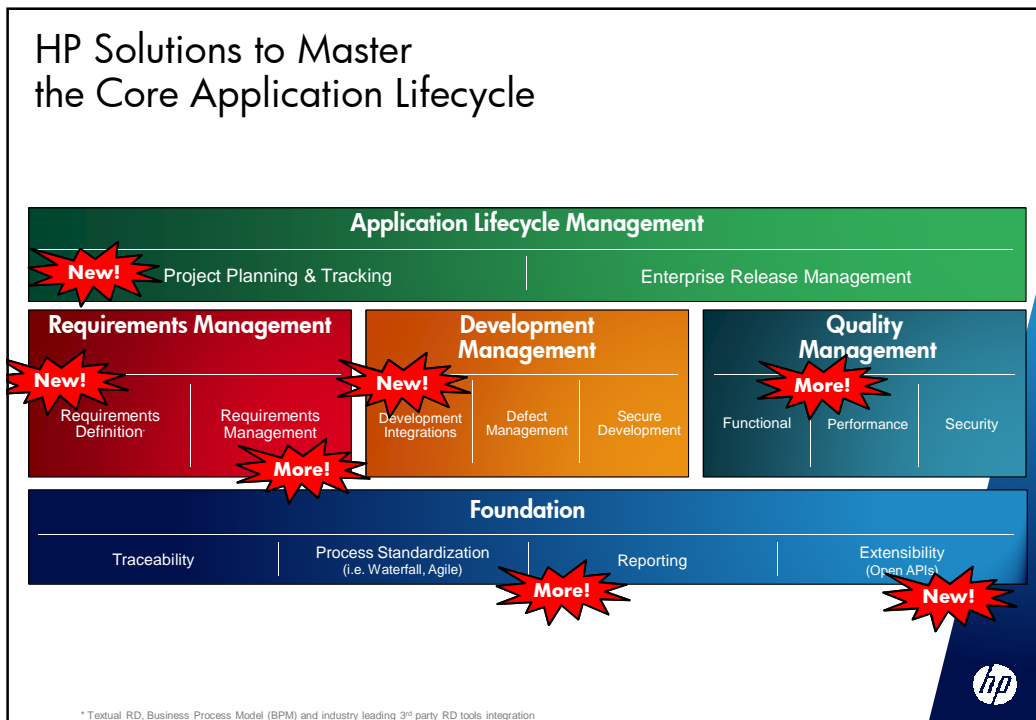 HP Solutions to Master
the Core Application Lifecycle
Application Lifecycle Management
New!
Project Planning & Tracking
Enterprise Release Management
Requirements Management
New!
Requirements
Definition*
Requirements
Management
More!
Development
Management
New!
Development
Integrations
Defect
Management
Secure
Development
Quality
Management
More!
Functional
Performance
Security
Foundation
Traceability
Process Standardization
(i.e. Waterfall, Agile)
More!
Reporting
Extensibility
(Open APIs)
New!
hp
* Textual RD, Business Process Model (BPM) and industry leading 3rd party RD tools integration